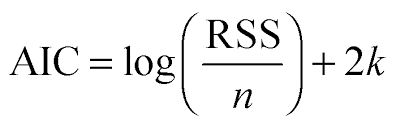 AIC = log(RSS/n) + 2k